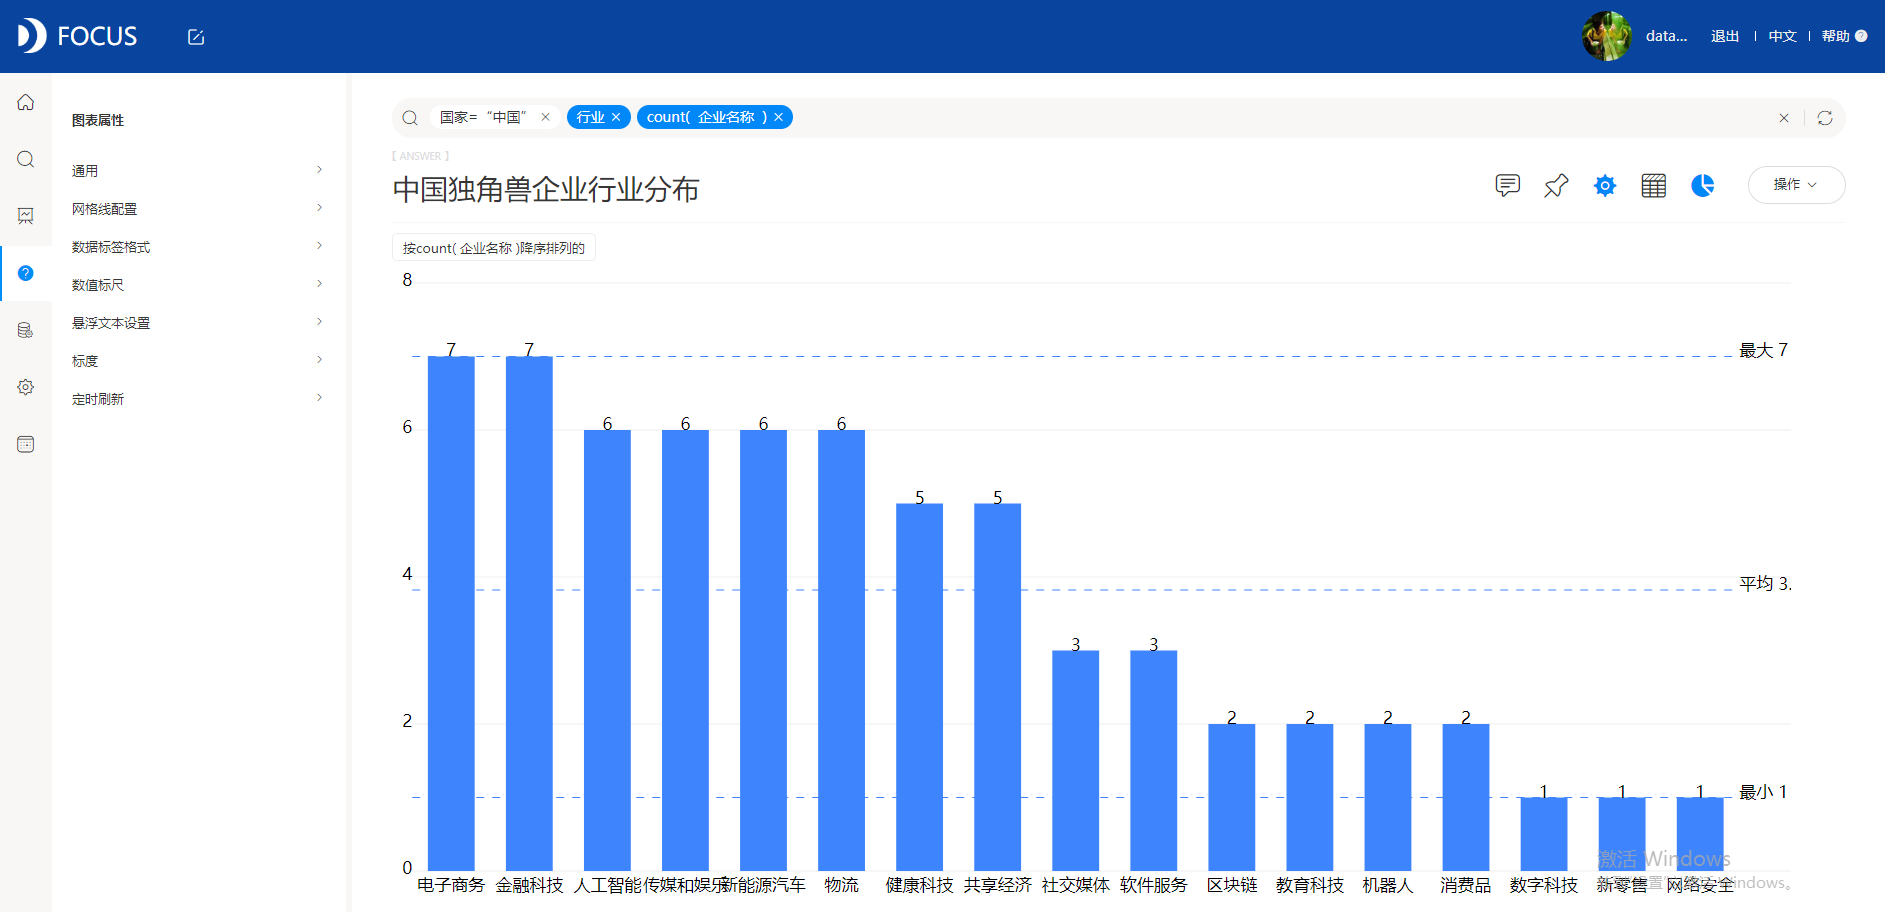 FOCUS
data...
退出
中文
帮助
图表属性
通用
网格线配置
数据标签格式
数值标尺
悬浮文本设置
标度
定时刷新
国家= “中国” ×
行业 ×
count( 企业名称 ) ×
[ ANSWER ]
中国独角兽企业行业分布
操作
按count( 企业名称 )降序排列的
8
6
4
2
0
7 7 6 6 6 6 5 5 3 3 2 2 2 2 1 1 1
最大 7
平均 3.
最小 1
电子商务 金融科技 人工智能 传媒和娱乐 新能源汽车 物流 健康科技 共享经济 社交媒体 软件服务 区块链 教育科技 机器人 消费品 数字科技 新零售 网络安全
激活 Windows
Windows。